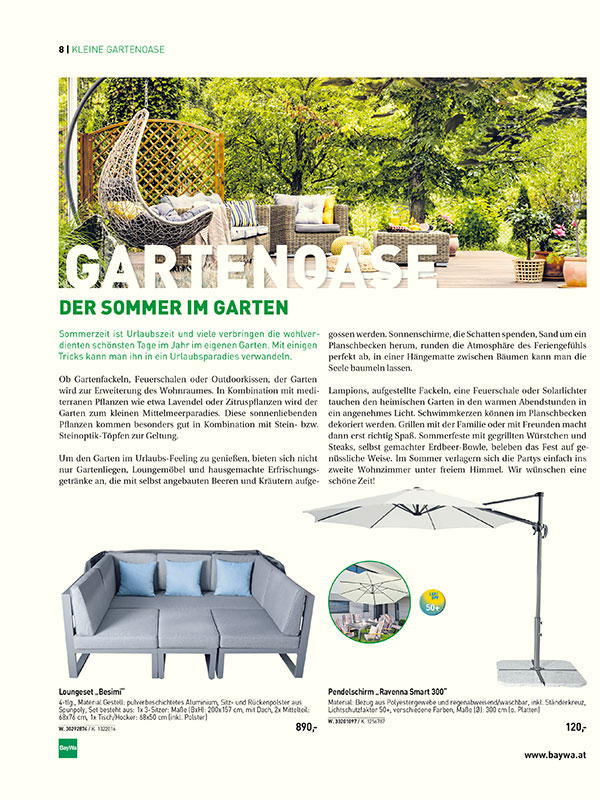 8 | KLEINE GARTENOASE
GARTENOASE
DER SOMMER IM GARTEN
Sommerzeit ist Urlaubszeit und viele verbringen die wohlver-
dienten schönsten Tage im Jahr im eigenen Garten. Mit einigen
Tricks kann man ihn in ein Urlaubsparadies verwandeln.
Ob Gartenfackeln, Feuerschalen oder Outdoorkissen, der Garten
wird zur Erweiterung des Wohnraumes. In Kombination mit medi-
terranen Pflanzen wie etwa Lavendel oder Zitruspflanzen wird der
Garten zum kleinen Mittelmeerparadies. Diese sonnenliebenden
Pflanzen kommen besonders gut in Kombination mit Stein- bzw.
Steinoptik-Töpfen zur Geltung.
Um den Garten im Urlaubs-Feeling zu genießen, bieten sich nicht
nur Gartenliegen, Loungemöbel und hausgemachte Erfrischungs-
getränke an, die mit selbst angebauten Beeren und Kräutern aufge-
gossen werden. Sonnenschirme, die Schatten spenden, Sand um ein
Planschbecken herum, runden die Atmosphäre des Feriengefühls
perfekt ab, in einer Hängematte zwischen Bäumen kann man die
Seele baumeln lassen.
Lampions, aufgestellte Fackeln, eine Feuerschale oder Solarlichter
tauchen den heimischen Garten in den warmen Abendstunden in
ein angenehmes Licht. Schwimmkerzen können im Planschbecken
dekoriert werden. Grillen mit der Familie oder mit Freunden macht
dann erst richtig Spaß. Sommerfeste mit gegrillten Würstchen und
Steaks, selbst gemachter Erdbeer-Bowle, beleben das Fest auf ge-
nüssliche Weise. Im Sommer verlagern sich die Partys einfach ins
zweite Wohnzimmer unter freiem Himmel. Wir wünschen eine
schöne Zeit!
50+
Loungeset „Besimi"
4-tlg., Material Gestell: pulverbeschichtetes Aluminium, Sitz- und Rückenpolster aus
Spunpoly, Set besteht aus: 1x 3-Sitzer: Maße (BxH): 200x157 cm, mit Dach, 2x Mittelteil:
68x76 cm, 1x Tisch/Hocker: 68x50 cm (inkl. Polster)
W. 30292874 / K. 1322016
890,-
Pendelschirm „Ravenna Smart 300"
Material: Bezug aus Polyestergewebe und regenabweisend/waschbar, inkl. Ständerkreuz,
Lichtschutzfaktor 50+, verschiedene Farben, Maße (Ø): 300 cm (o. Platten)
W. 33201097 / K. 1256787
120,-
BayWa
www.baywa.at